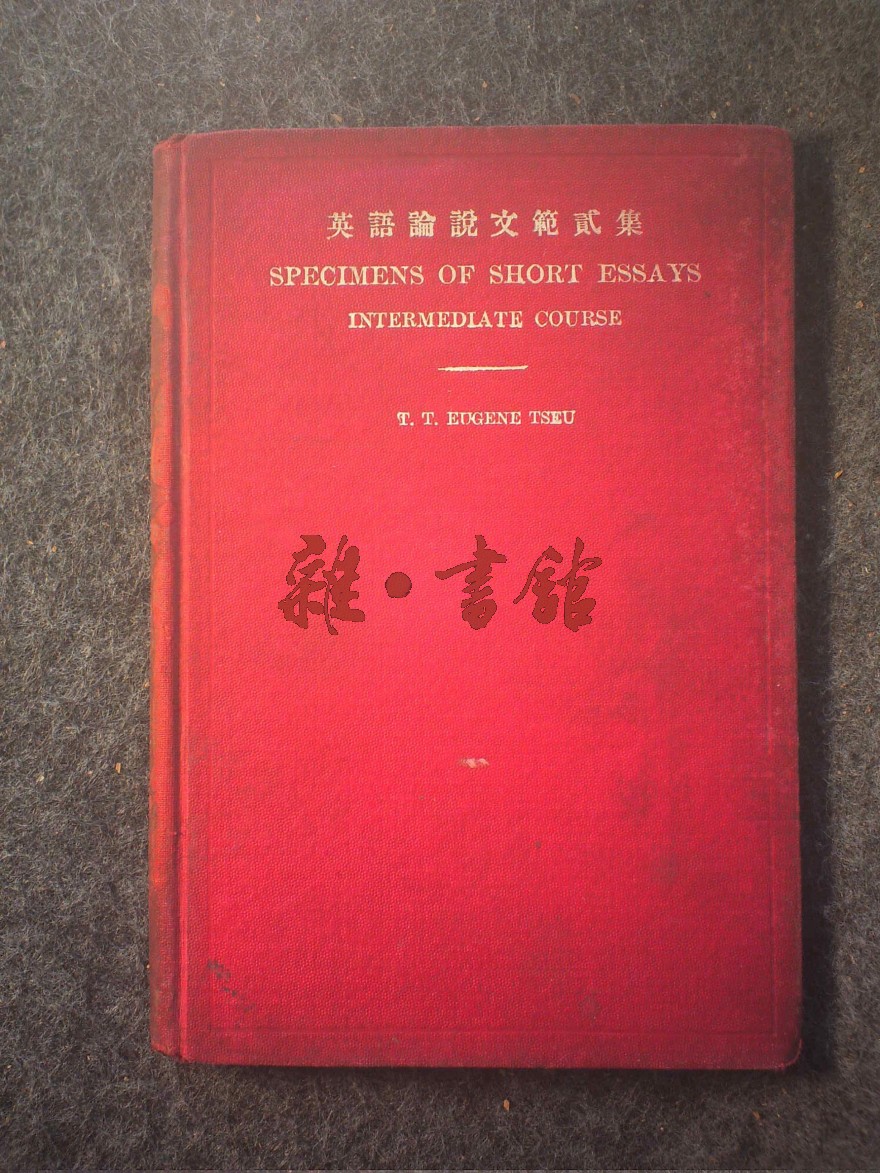 英語論說文範貳集
SPECIMENS OF SHORT ESSAYS
INTERMEDIATE COURSE
T. T. EUGENE TSEU
雜·書館